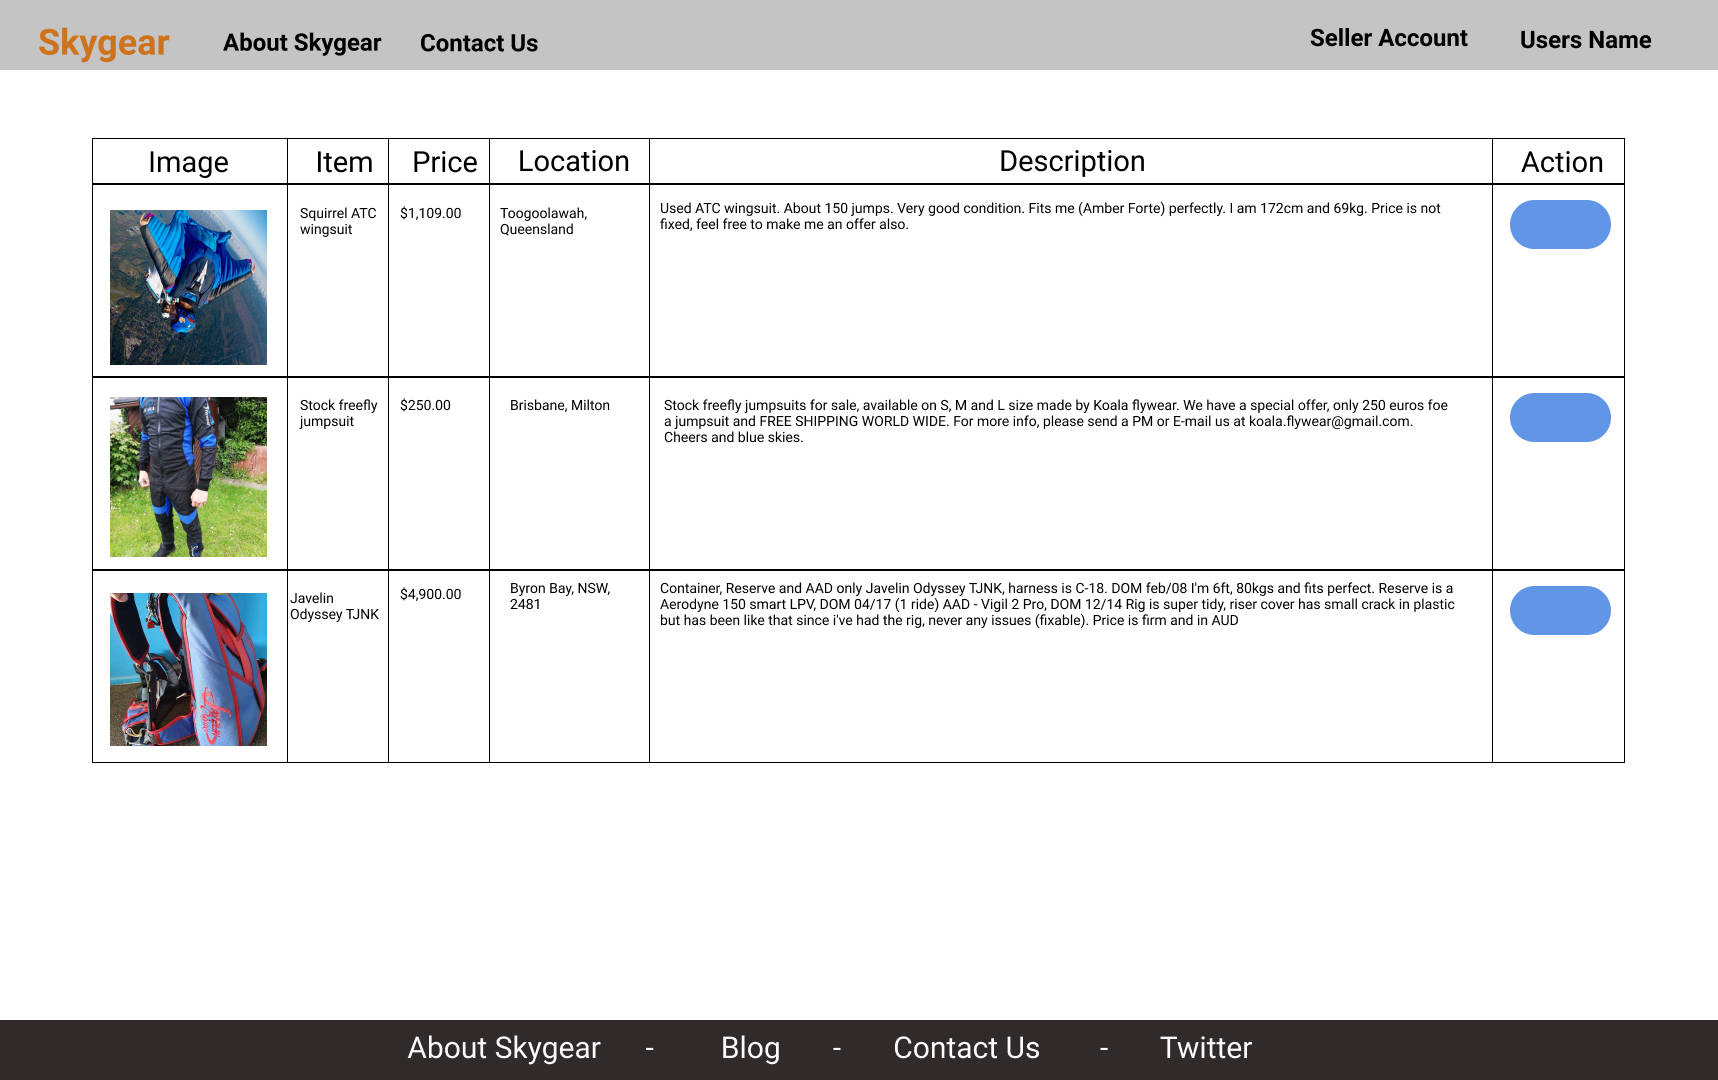 Skygear
About Skygear
Contact Us
Seller Account
Users Name
Image
Item
Price
Location
Description
Action
Squirrel ATC
wingsuit
$1,109.00
Toogoolawah,
Queensland
Used ATC wingsuit. About 150 jumps. Very good condition. Fits me (Amber Forte) perfectly. I am 172cm and 69kg. Price is not
fixed, feel free to make me an offer also.
Stock freefly
jumpsuit
$250.00
Brisbane, Milton
Stock freefly jumpsuits for sale, available on S, M and L size made by Koala flywear. We have a special offer, only 250 euros foe
a jumpsuit and FREE SHIPPING WORLD WIDE. For more info, please send a PM or E-mail us at koala.flywear@gmail.com.
Cheers and blue skies.
Javelin
Odyssey TJNK
$4,900.00
Byron Bay, NSW,
2481
Container, Reserve and AAD only Javelin Odyssey TJNK, harness is C-18. DOM feb/08 I'm 6ft, 80kgs and fits perfect. Reserve is a
Aerodyne 150 smart LPV, DOM 04/17 (1 ride) AAD - Vigil 2 Pro, DOM 12/14 Rig is super tidy, riser cover has small crack in plastic
but has been like that since i've had the rig, never any issues (fixable). Price is firm and in AUD
About Skygear - Blog - Contact Us - Twitter